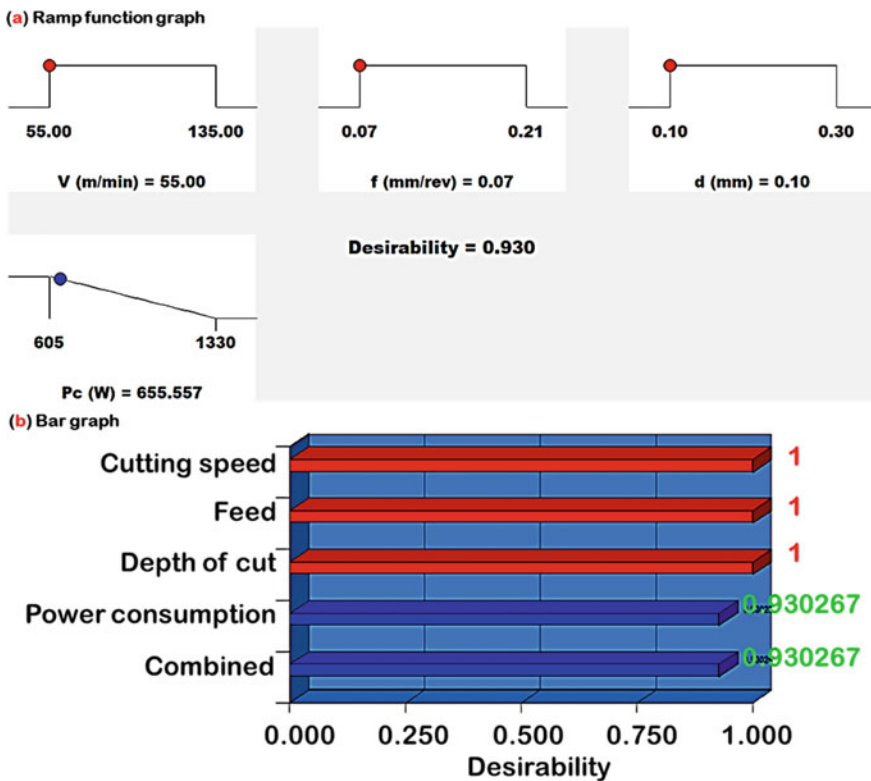 (a) Ramp function graph
55.00 135.00
V (m/min) = 55.00
0.07 0.21
f (mm/rev) = 0.07
0.10 0.30
d (mm) = 0.10
605 1330
Pc (W) = 655.557
Desirability = 0.930
(b) Bar graph
Cutting speed 1
Feed 1
Depth of cut 1
Power consumption 0.930267
Combined 0.930267
0.000 0.250 0.500 0.750 1.000
Desirability